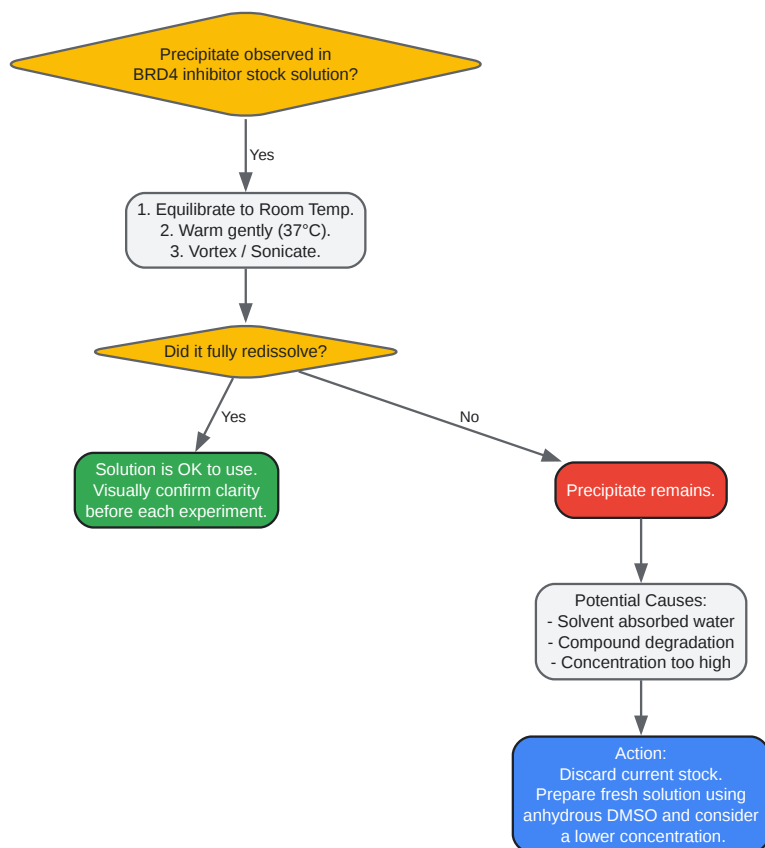 Precipitate observed in
BRD4 inhibitor stock solution?
Yes
1. Equilibrate to Room Temp.
2. Warm gently (37°C).
3. Vortex / Sonicate.
Did it fully redissolve?
Yes
No
Solution is OK to use.
Visually confirm clarity
before each experiment.
Precipitate remains.
Potential Causes:
- Solvent absorbed water
- Compound degradation
- Concentration too high
Action:
Discard current stock.
Prepare fresh solution using
anhydrous DMSO and consider
a lower concentration.